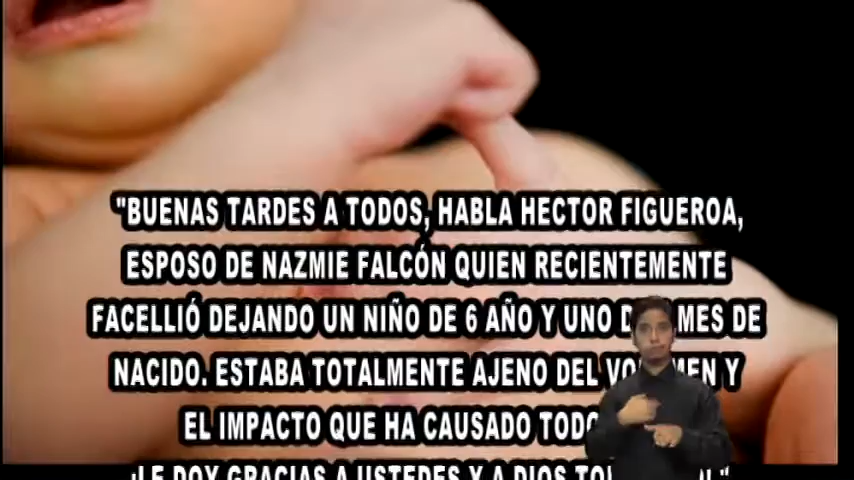 "BUENAS TARDES A TODOS, HABLA HECTOR FIGUEROA,
ESPOSO DE NAZMIE FALCÓN QUIEN RECIENTEMENTE
FACELLIÓ DEJANDO UN NIÑO DE 6 AÑO Y UNO MES DE
NACIDO. ESTABA TOTALMENTE AJENO DEL Y
EL IMPACTO QUE HA CAUSADO
¡LE DOY GRACIAS A USTEDES Y A DIOS